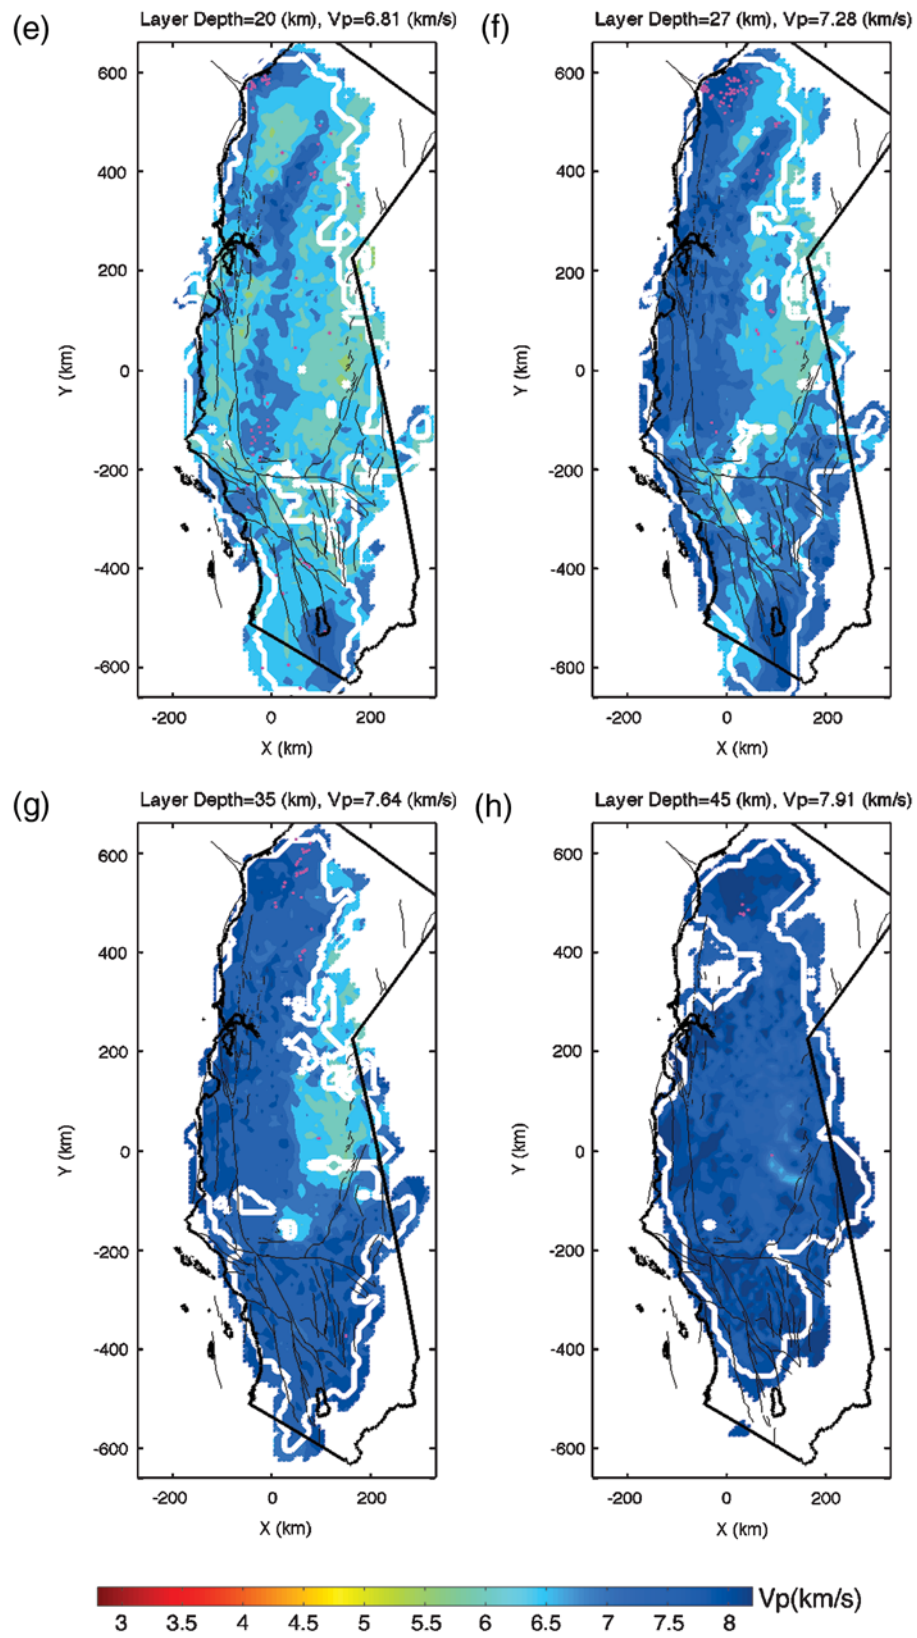 (e) Layer Depth=20 (km), Vp=6.81 (km/s)
(f) Layer Depth=27 (km), Vp=7.28 (km/s)
600
400
200
0
-200
-400
-600
Y (km)
-200 0 200
X (km)
600
400
200
0
-200
-400
-600
Y (km)
-200 0 200
X (km)
(g) Layer Depth=35 (km), Vp=7.64 (km/s)
(h) Layer Depth=45 (km), Vp=7.91 (km/s)
600
400
200
0
-200
-400
-600
Y (km)
-200 0 200
X (km)
600
400
200
0
-200
-400
-600
Y (km)
-200 0 200
X (km)
3 3.5 4 4.5 5 5.5 6 6.5 7 7.5 8
Vp(km/s)